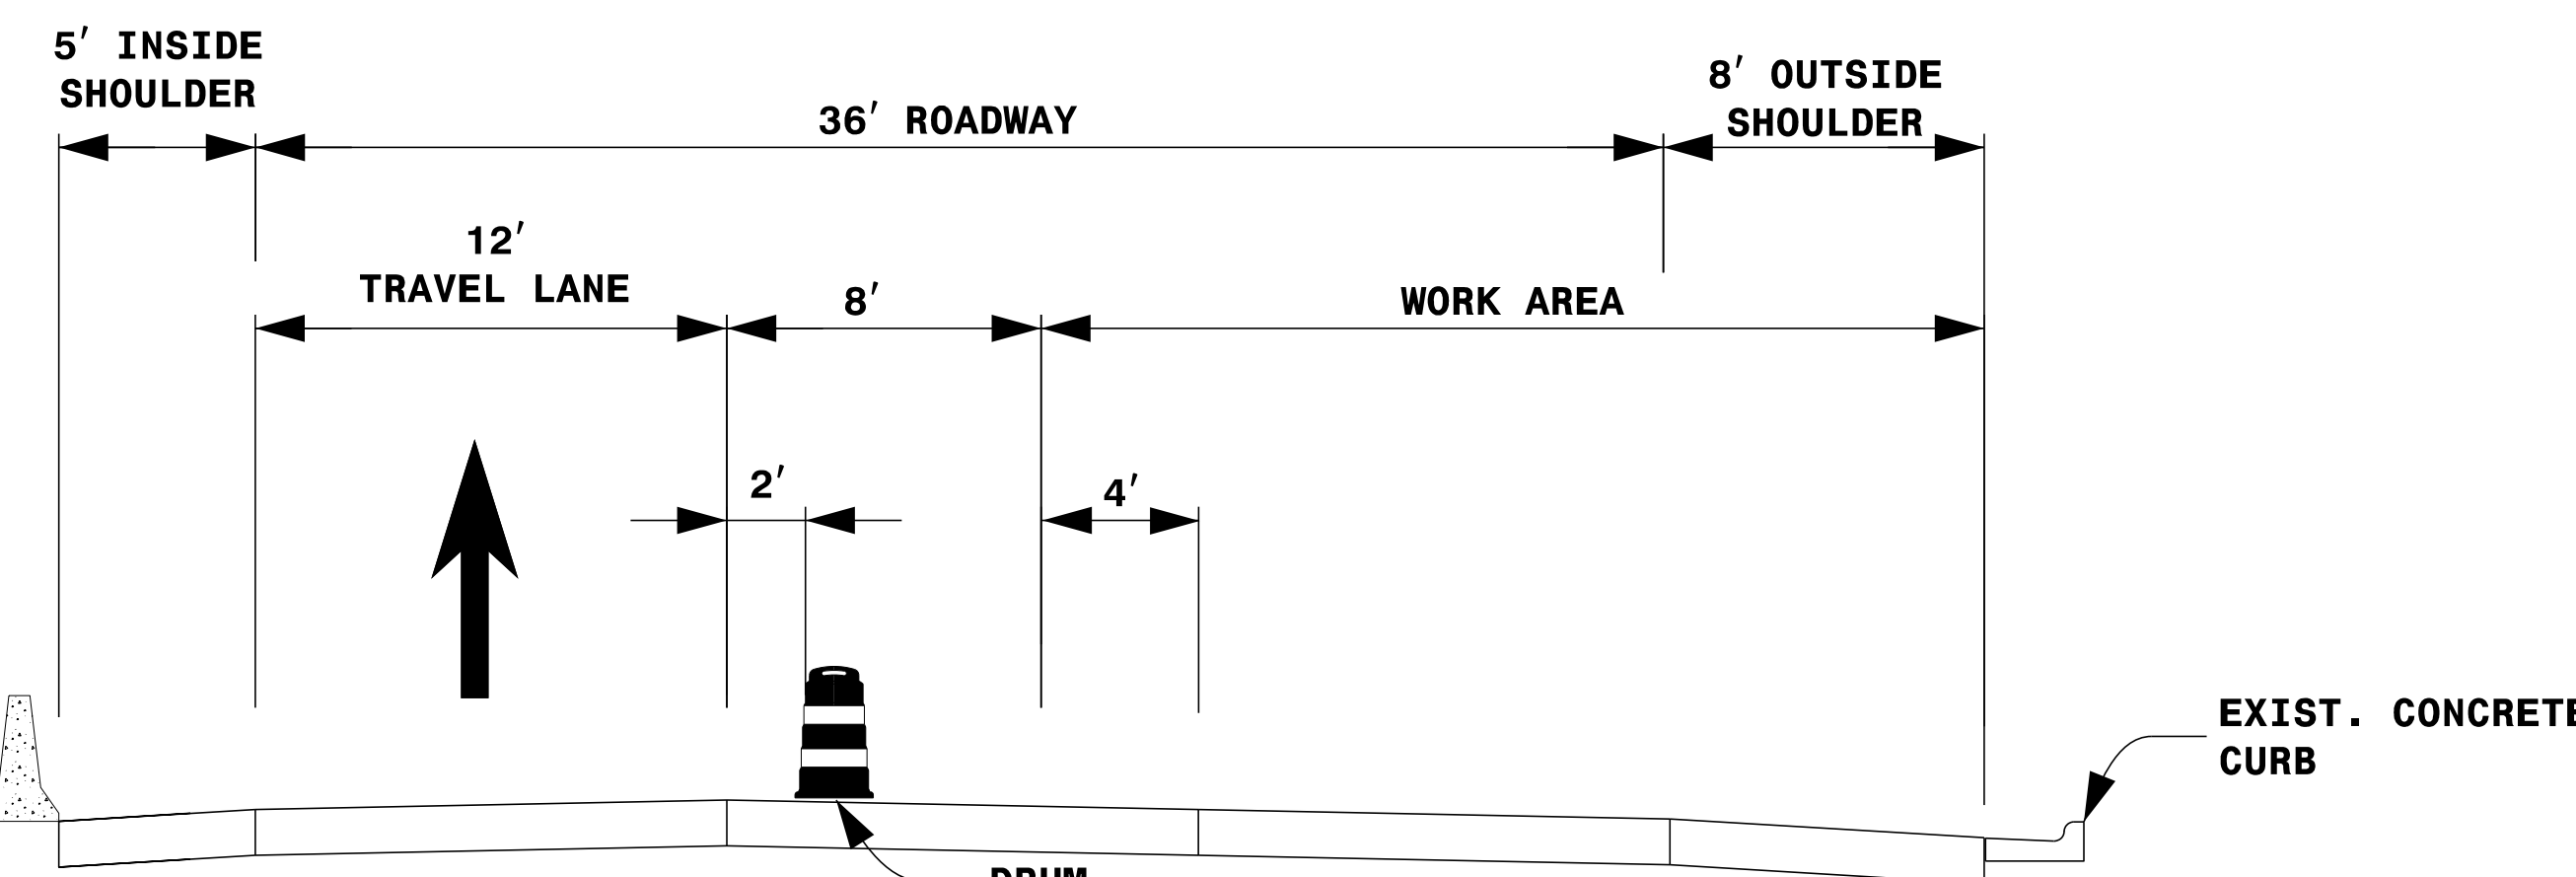 5' INSIDE
SHOULDER
8' OUTSIDE
SHOULDER
36' ROADWAY
12'
TRAVEL LANE
8'
WORK AREA
2'
4'
EXIST. CONCRETE
CURB
DRUM